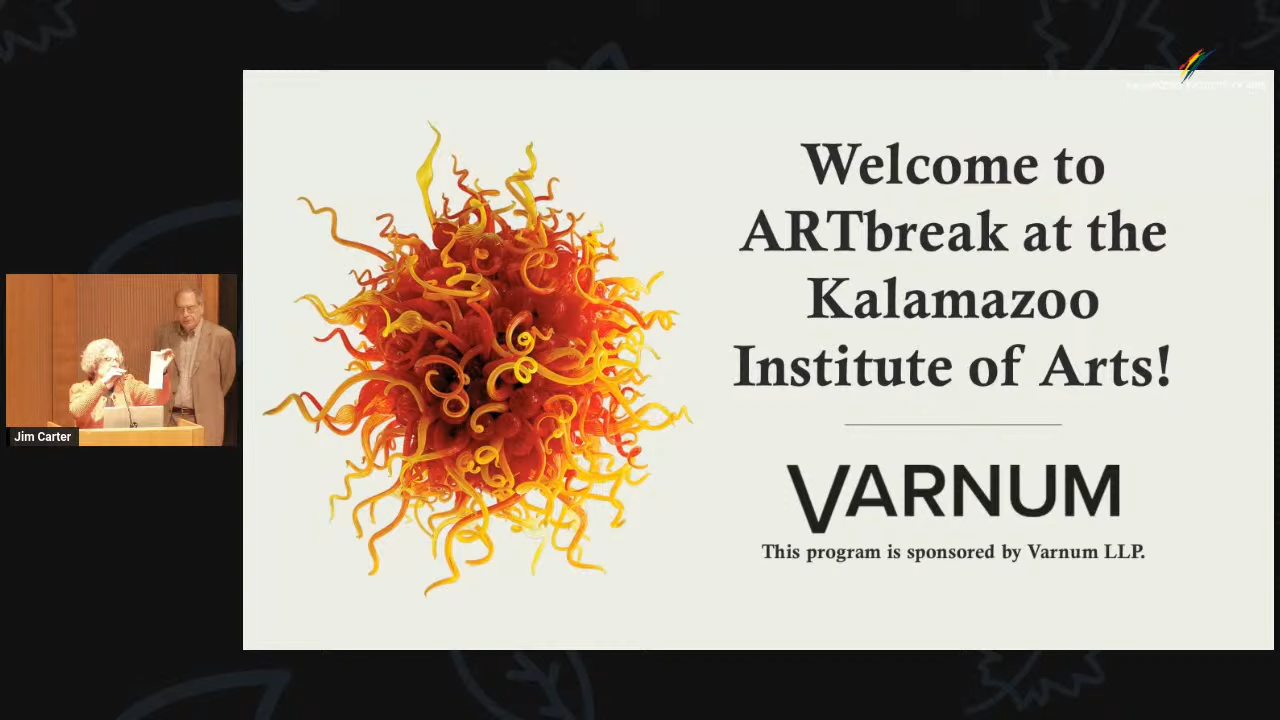 Welcome to
ARTbreak at the
Kalamazoo
Institute of Arts!
VARNUM
This program is sponsored by Varnum LLP.
Jim Carter